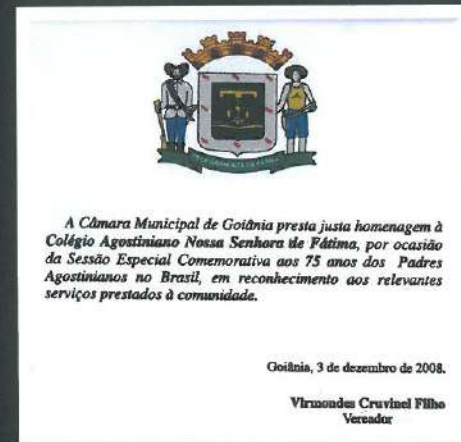 A Câmara Municipal de Goiânia presta justa homenagem à
Colégio Agostiniano Nossa Senhora de Fátima, por ocasião
da Sessão Especial Comemorativa aos 75 anos dos Padres
Agostinianos no Brasil, em reconhecimento aos relevantes
serviços prestados à comunidade.
Goiânia, 3 de dezembro de 2008.
Virmondes Cruvinel Filho
Vereador